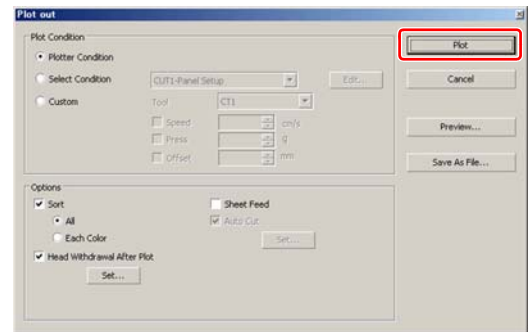 Plot out
Plot Condition
Plotter Condition
Select Condition
CUT1-Panel Setup
Edit...
Custom
Tool
CT1
Speed
cm/s
Press
g
Offset
mm
Plot
Cancel
Preview...
Save As File...
Options
Sort
All
Each Color
Head Withdrawal After Plot
Set...
Sheet Feed
Auto Cut
Set...